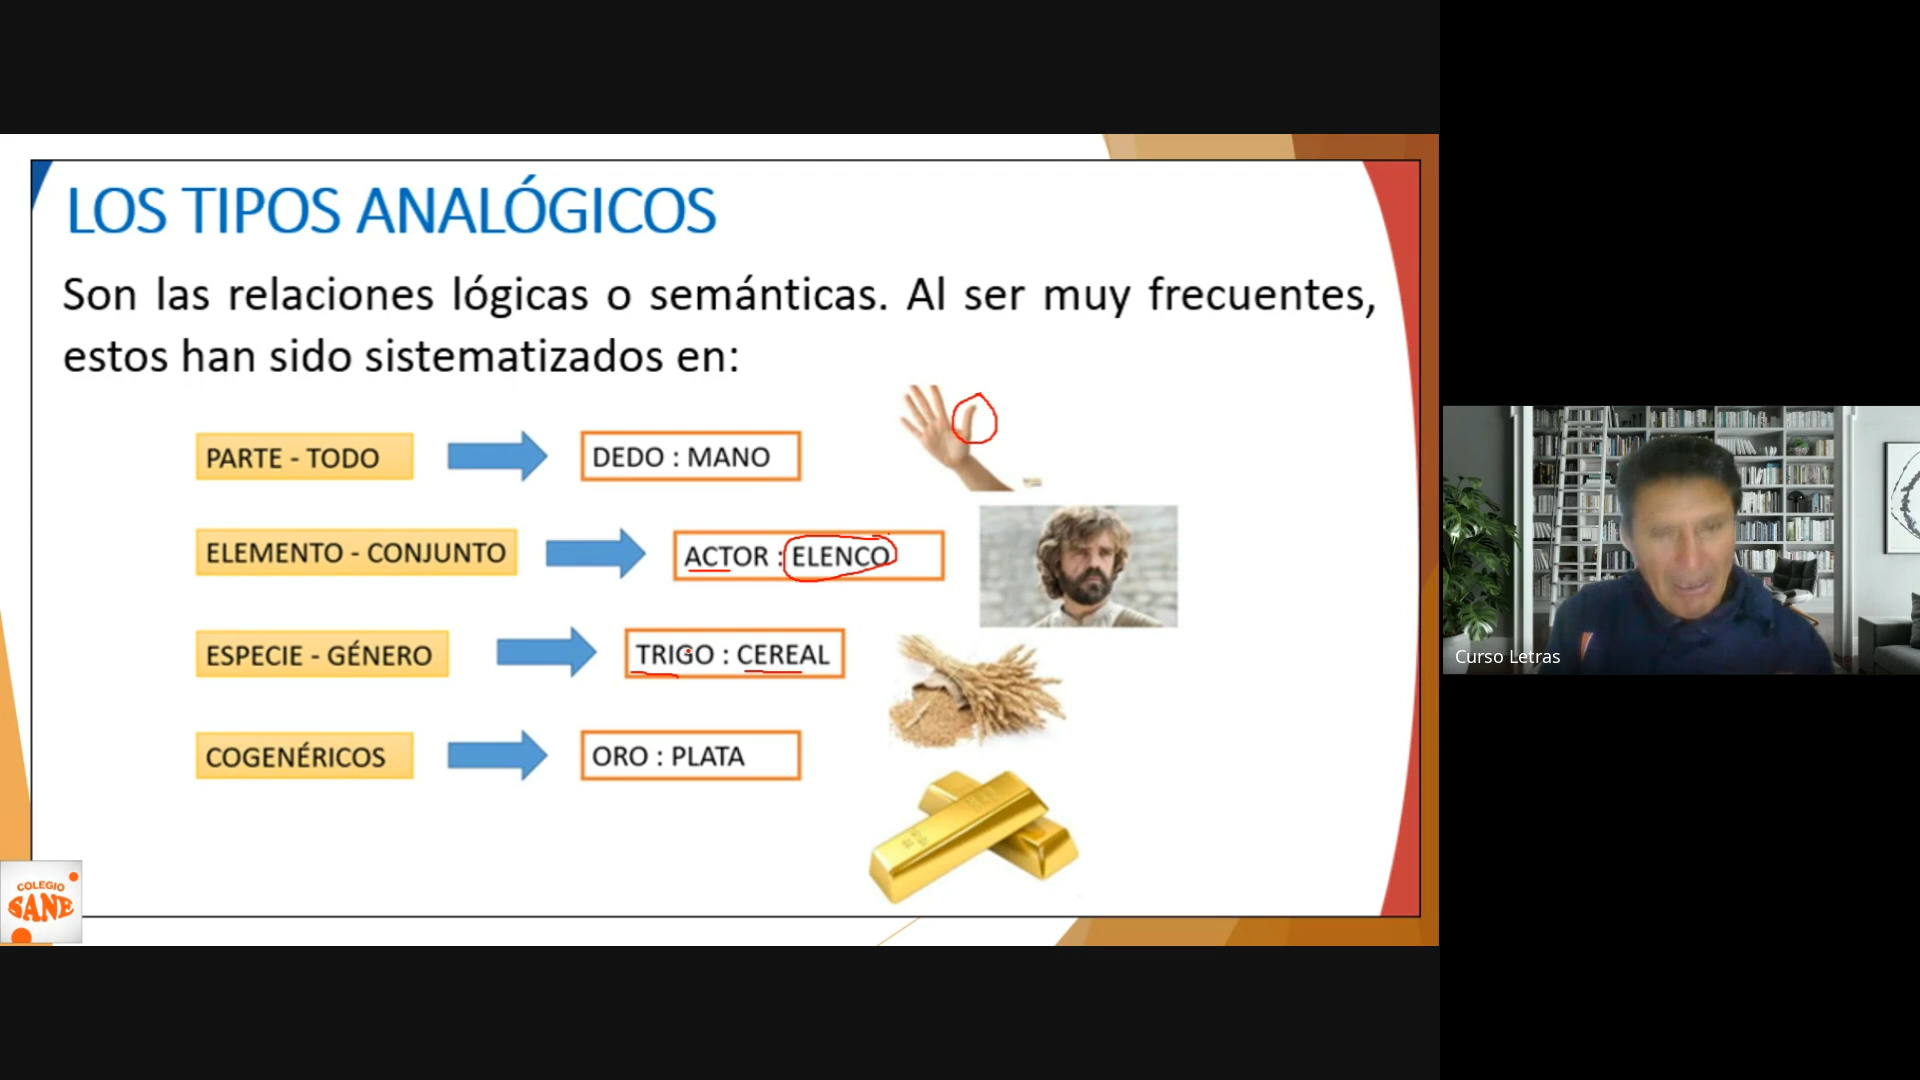 LOS TIPOS ANALÓGICOS
Son las relaciones lógicas o semánticas. Al ser muy frecuentes,
estos han sido sistematizados en:
PARTE - TODO
DEDO : MANO
ELEMENTO - CONJUNTO
ACTOR : ELENCO
ESPECIE - GÉNERO
TRIGO : CEREAL
COGENÉRICOS
ORO : PLATA
COLEGIO
SANE
Curso Letras